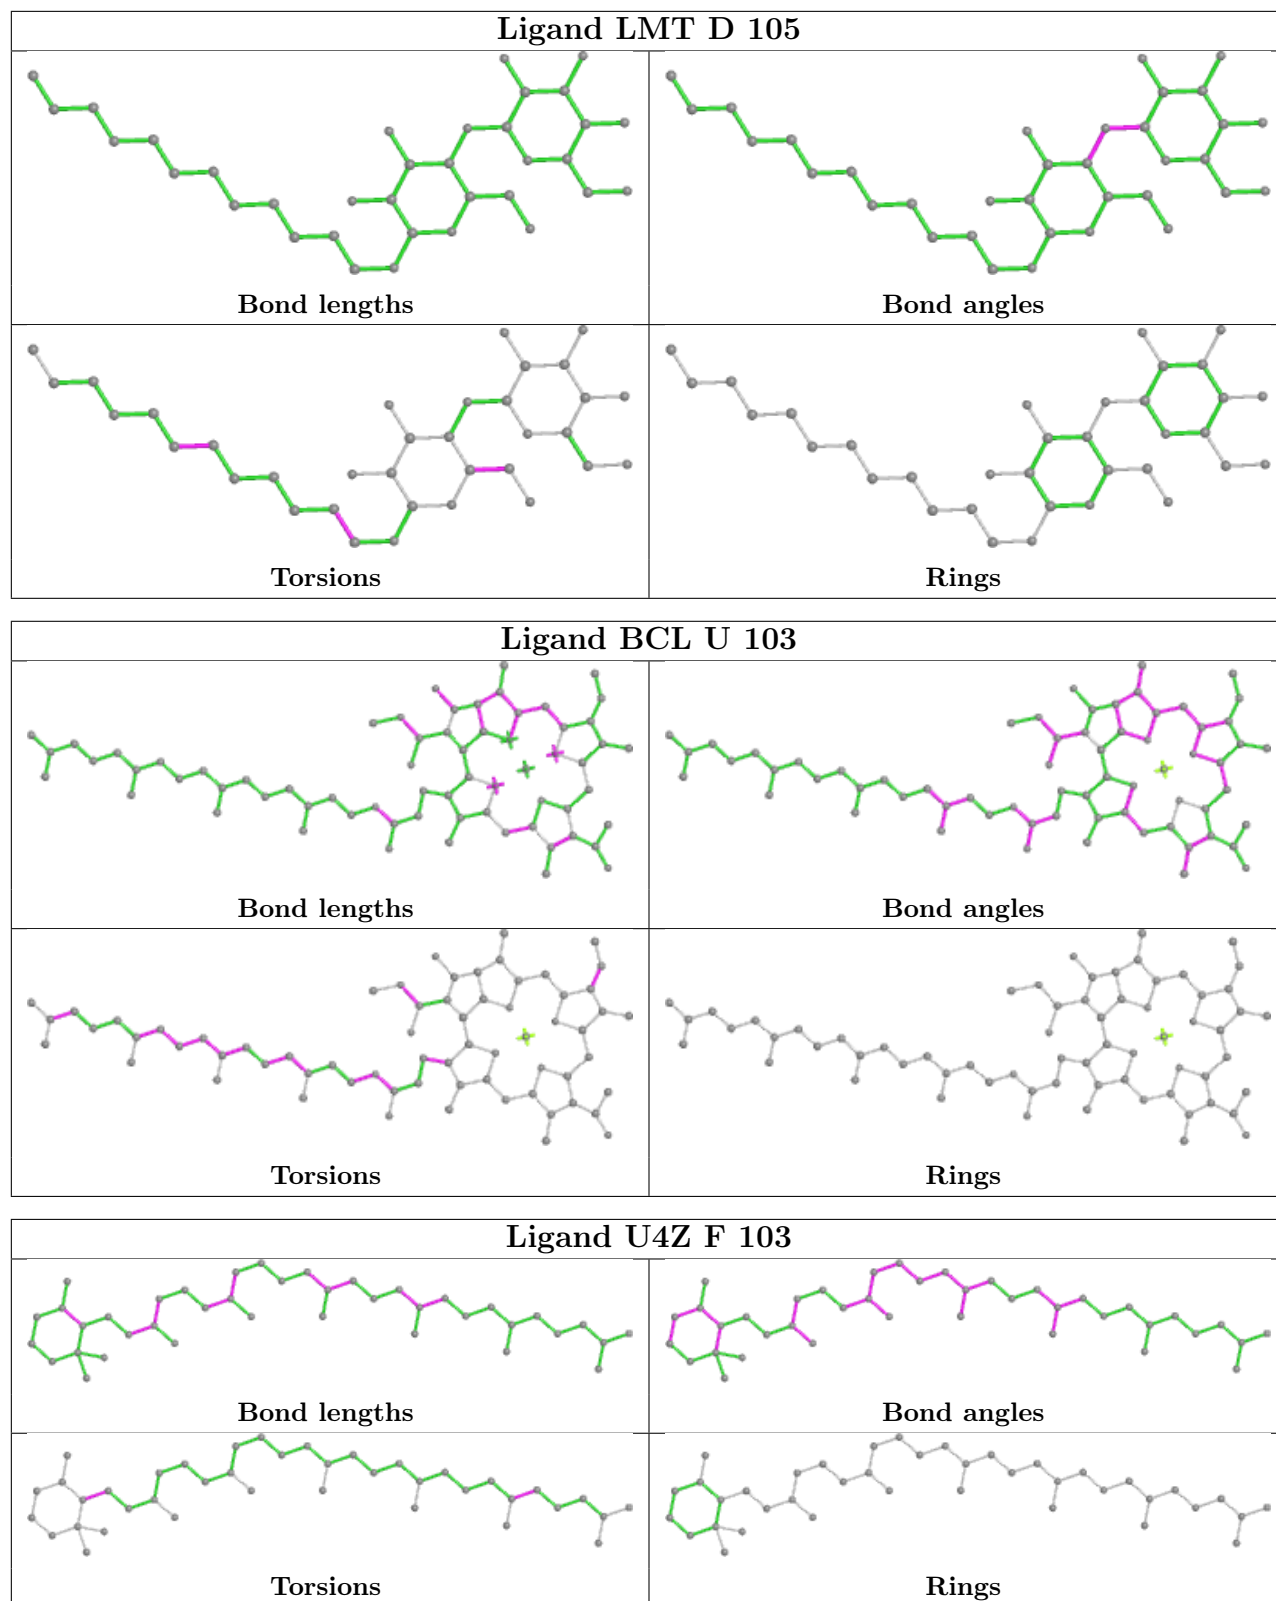 Ligand LMT D 105
Bond lengths
Bond angles
Torsions
Rings
Ligand BCL U 103
Bond lengths
Bond angles
Torsions
Rings
Ligand U4Z F 103
Bond lengths
Bond angles
Torsions
Rings